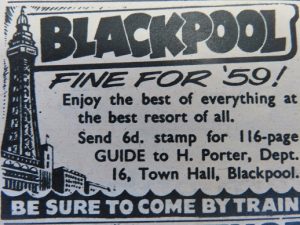 BLACKPOOL
FINE FOR '59!
Enjoy the best of everything at
the best resort of all.
Send 6d. stamp for 116-page
GUIDE to H. Porter, Dept.
16, Town Hall, Blackpool.
BE SURE TO COME BY TRAIN